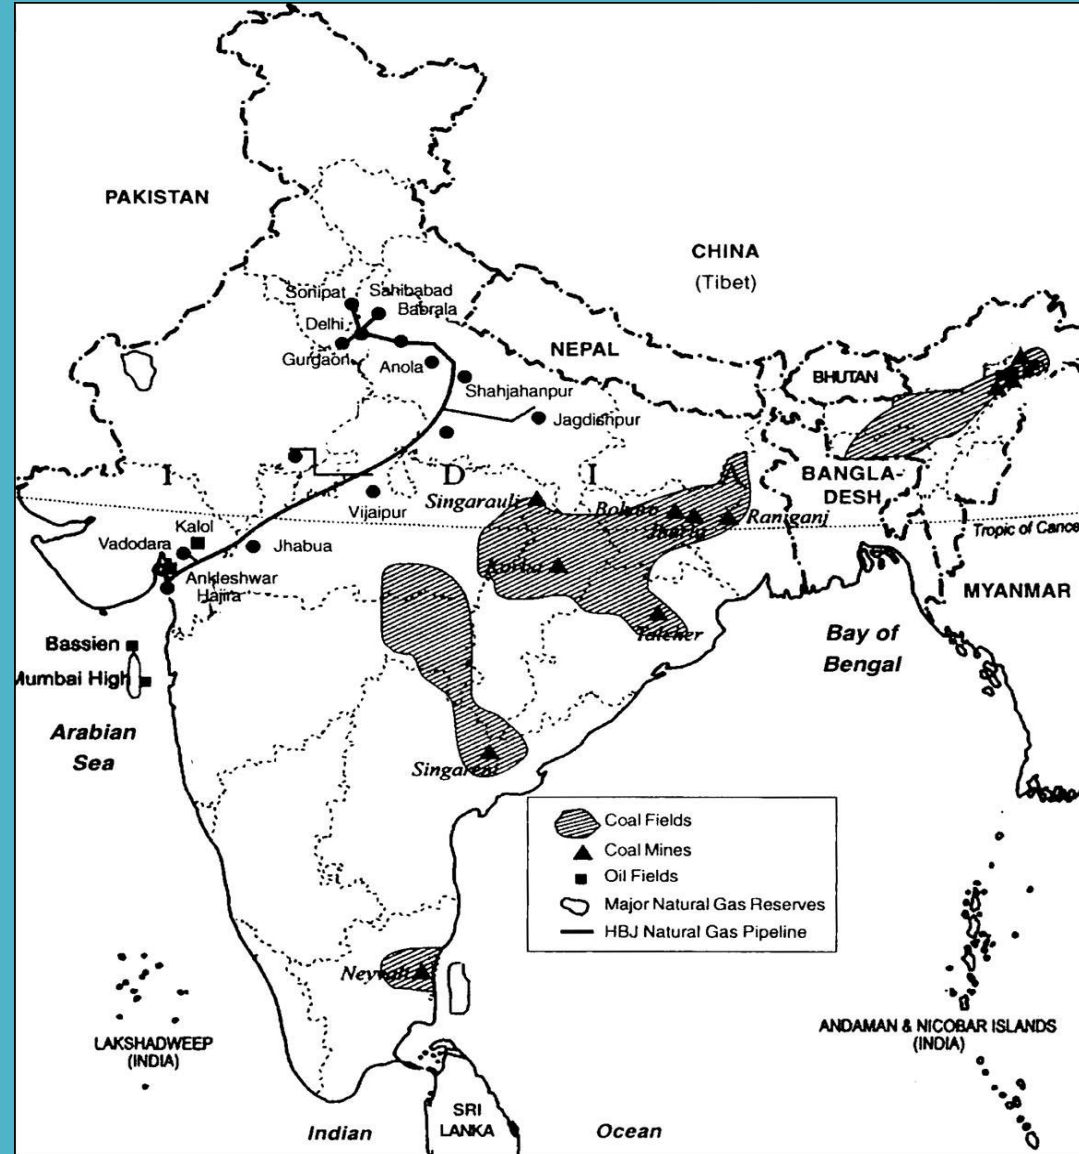 PAKISTAN
CHINA
(Tibet)
Sonipat
Sahibabad
Babrala
Delhi
Gurgaon
Anola
NEPAL
BHUTAN
Shahjahanpur
Jagdishpur
I
D
I
A
BANGLA-
DESH
Singarauli
Bokaro
Jharia
Raniganj
Vijaipur
Kalol
Tropic of Cance
Vadodara
Jhabua
Korba
Ankleshwar
Hajira
MYANMAR
Talcher
Bassien
Bay of
Bengal
Mumbai High
Arabian
Sea
Singareni
Coal Fields
Coal Mines
Oil Fields
Major Natural Gas Reserves
HBJ Natural Gas Pipeline
Neyvali
LAKSHADWEEP
(INDIA)
ANDAMAN & NICOBAR ISLANDS
(INDIA)
SRI
LANKA
Indian
Ocean